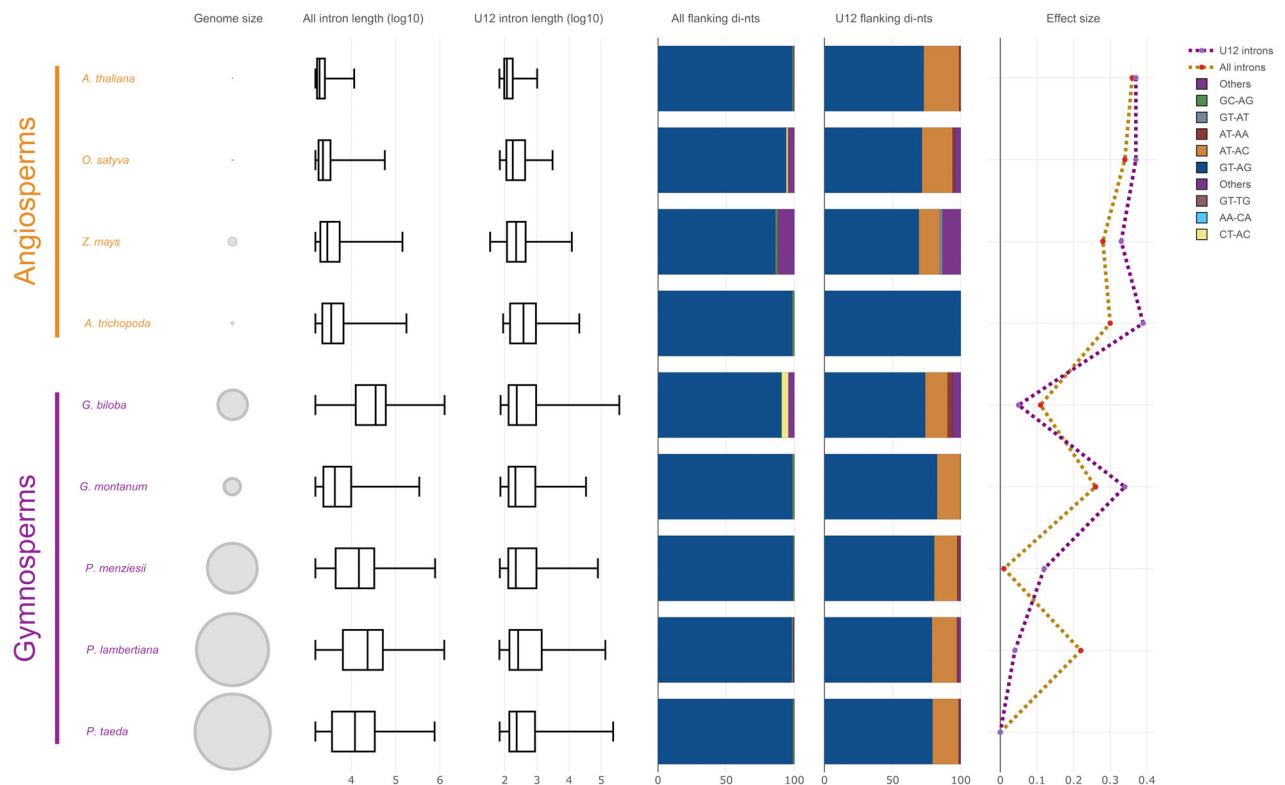 Genome size
All intron length (log10)
U12 intron length (log10)
All flanking di-nts
U12 flanking di-nts
Effect size
Angiosperms
A. thaliana
O. satyva
Z. mays
A. trichopoda
Gymnosperms
G. biloba
G. montanum
P. menziesii
P. lambertiana
P. taeda
4 5 6
2 3 4 5
0 50 100
0 50 100
0 0.1 0.2 0.3 0.4
U12 introns
All introns
Others
GC-AG
GT-AT
AT-AA
AT-AC
GT-AG
Others
GT-TG
AA-CA
CT-AC